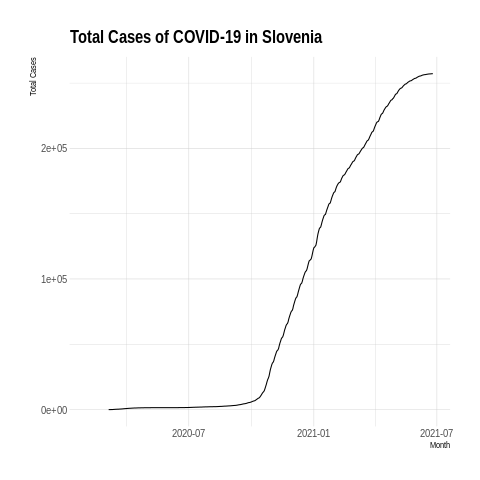 Total Cases of COVID-19 in Slovenia
Total Cases
2e+05
1e+05
0e+00
2020-07 2021-01 2021-07
Month